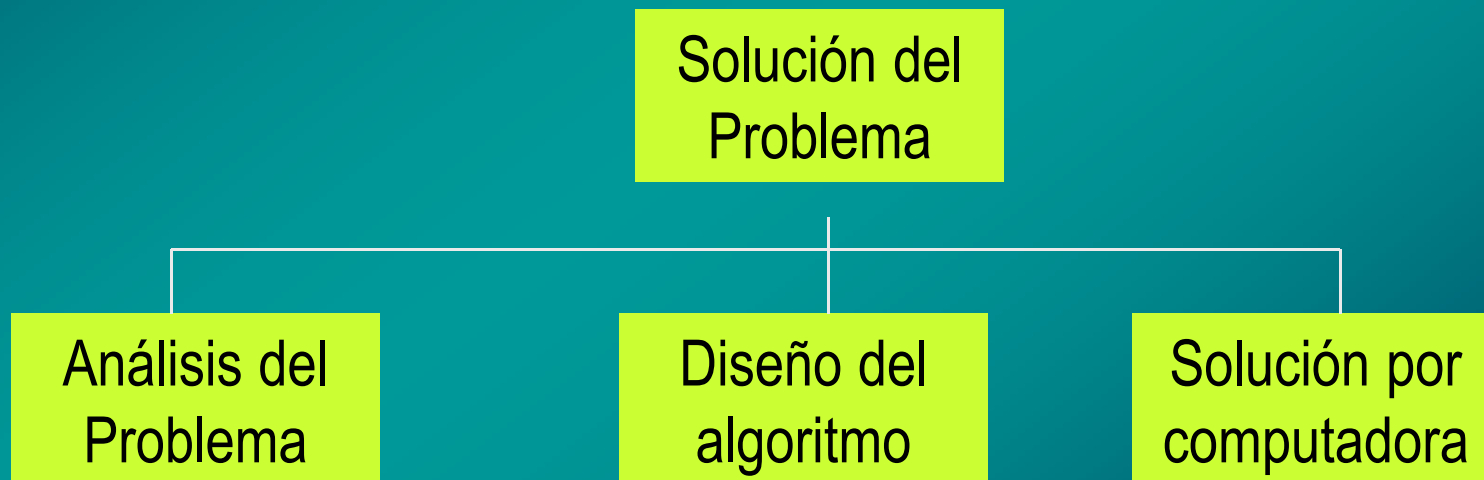 Solución del
Problema
Análisis del
Problema
Diseño del
algoritmo
Solución por
computadora